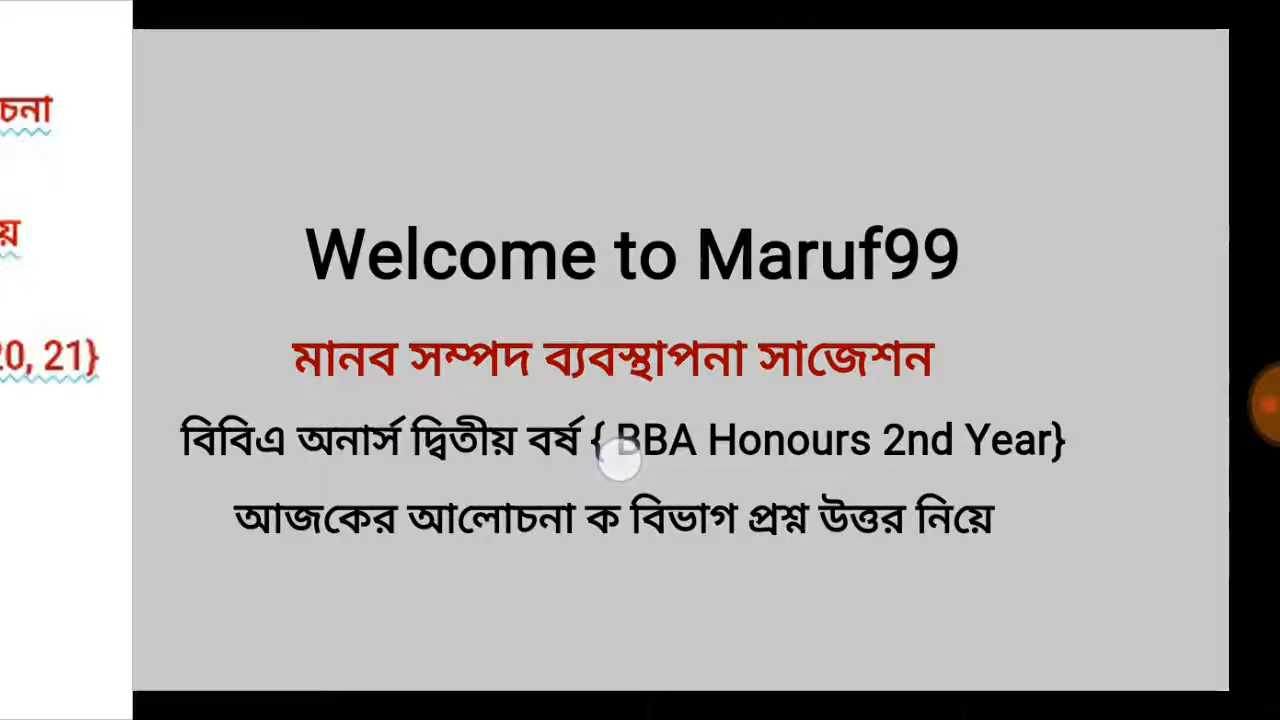 চনা
য়
20, 21}
Welcome to Maruf99
মানব সম্পদ ব্যবস্থাপনা সাজেশন
বিবিএ অনার্স দ্বিতীয় বর্ষ { BBA Honours 2nd Year}
আজকের আলোচনা ক বিভাগ প্রশ্ন উত্তর নিয়ে